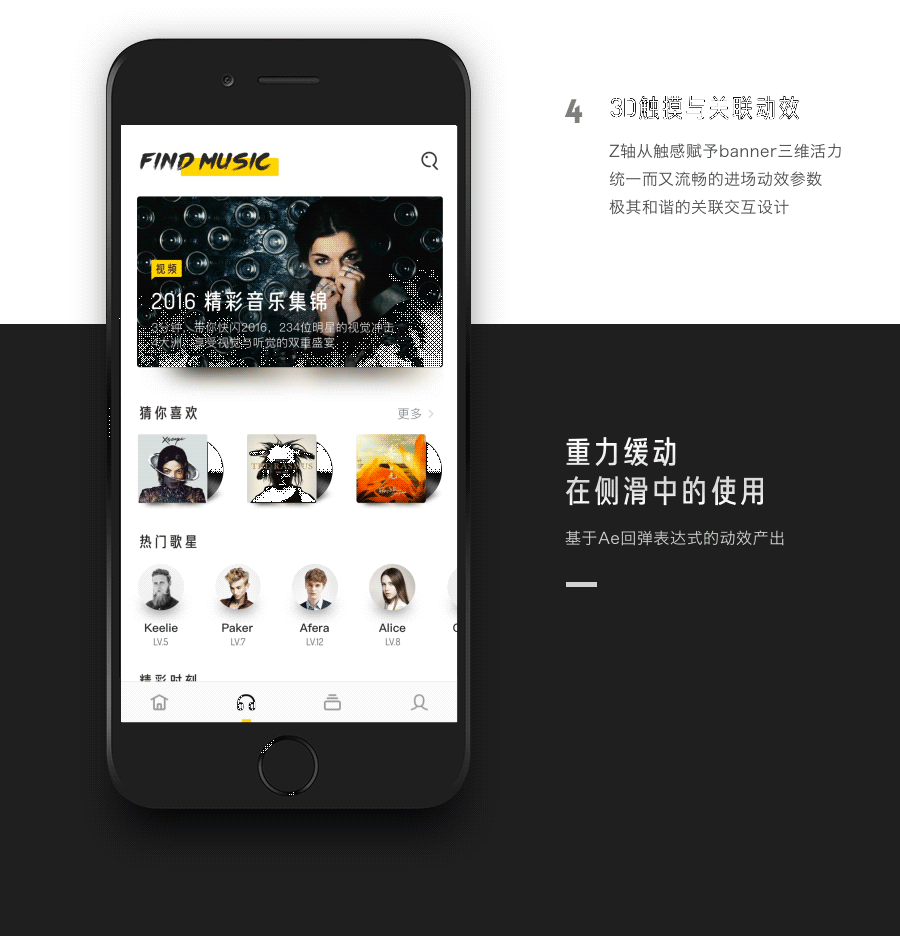 FIND MUSIC
视频
2016 精彩音乐集锦
3分钟，带你快闪2016，234位明星的视觉冲击
大洲，享受视觉与听觉的双重盛宴
猜你喜欢
更多
Xscape
热门歌星
Keelie
Paker
Afera
Alice
LV.5
LV.7
LV.12
LV.8
精彩时刻
4
3D触摸与关联动效
Z轴从触感赋予banner三维活力
统一而又流畅的进场动效参数
极其和谐的关联交互设计
重力缓动
在侧滑中的使用
基于Ae回弹表达式的动效产出